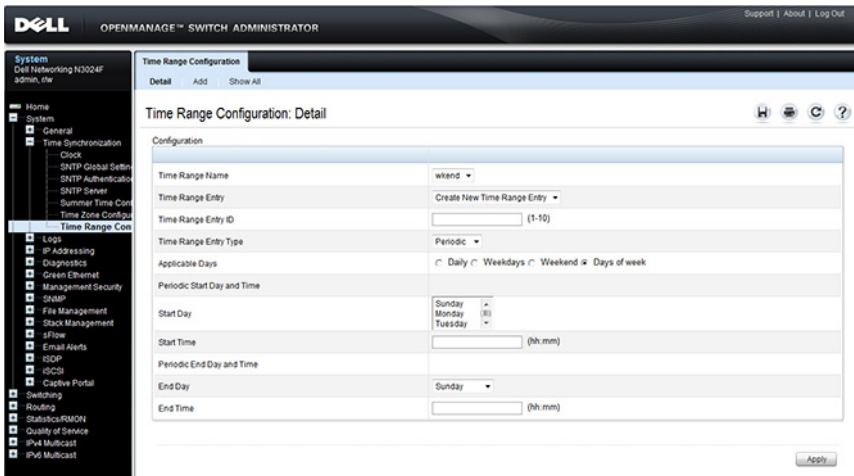 Support | About | Log Out
DELL OPENMANAGE™ SWITCH ADMINISTRATOR
System
Dell Networking N3024F
admin, r/w
Home
System
General
Time Synchronization
Clock
SNTP Global Settin
SNTP Authentication
SNTP Server
Summer Time Conf
Time Zone Configur
Time Range Con
Logs
IP Addressing
Diagnostics
Green Ethernet
Management Security
SNMP
File Management
Stack Management
sFlow
Email Alerts
ISDP
iSCSI
Captive Portal
Switching
Routing
Statistics/RMON
Quality of Service
IPv4 Multicast
IPv6 Multicast
Time Range Configuration
Detail Add Show All
Time Range Configuration: Detail
Configuration
Time Range Name wkend
Time Range Entry Create New Time Range Entry
Time Range Entry ID (1-10)
Time Range Entry Type Periodic
Applicable Days Daily Weekdays Weekend Days of week
Periodic Start Day and Time
Start Day Sunday
Monday
Tuesday
Start Time (hh:mm)
Periodic End Day and Time
End Day Sunday
End Time (hh:mm)
Apply